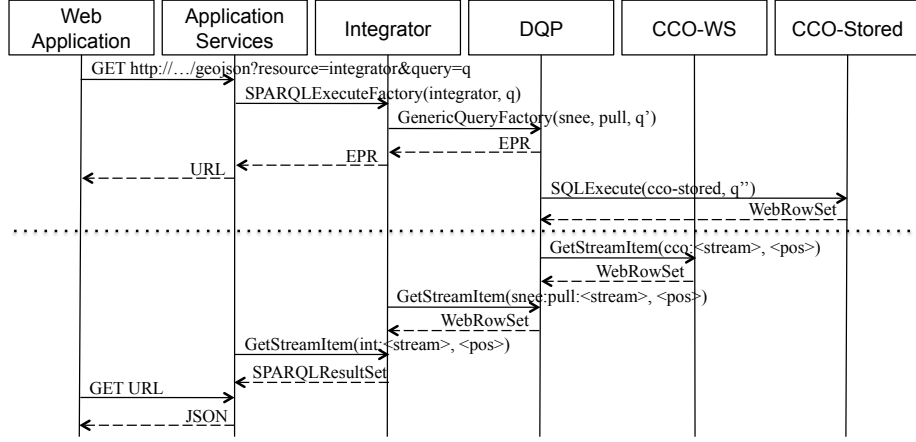 Web
Application
Application
Services
Integrator
DQP
CCO-WS
CCO-Stored
GET http://…/geojson?resource=integrator&query=q
SPARQLExecuteFactory(integrator, q)
GenericQueryFactory(snee, pull, q’)
EPR
EPR
URL
SQLExecute(cco-stored, q’’)
WebRowSet
GetStreamItem(cco:<stream>, <pos>)
WebRowSet
GetStreamItem(snee:pull:<stream>, <pos>)
WebRowSet
GetStreamItem(int:<stream>, <pos>)
SPARQLResultSet
GET URL
JSON